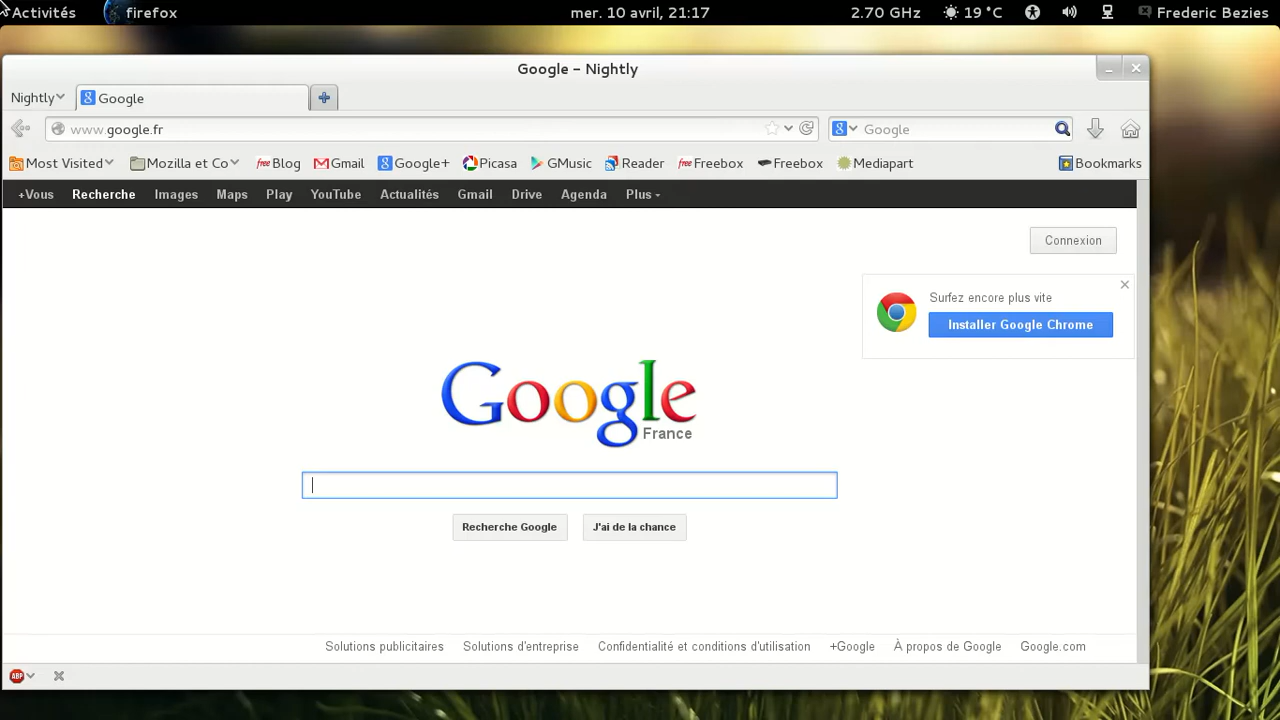 Activités firefox mer. 10 avril, 21:17 2.70 GHz 19 °C Frederic Bezies
Google - Nightly
Nightly Google
www.google.fr Google
Most Visited Mozilla et Co free Blog Gmail Google+ Picasa GMusic Reader free Freebox Freebox Mediapart Bookmarks
+Vous Recherche Images Maps Play YouTube Actualités Gmail Drive Agenda Plus
Connexion
Surfez encore plus vite
Installer Google Chrome
Google
France
Recherche Google J'ai de la chance
Solutions publicitaires Solutions d'entreprise Confidentialité et conditions d'utilisation +Google À propos de Google Google.com
ABP